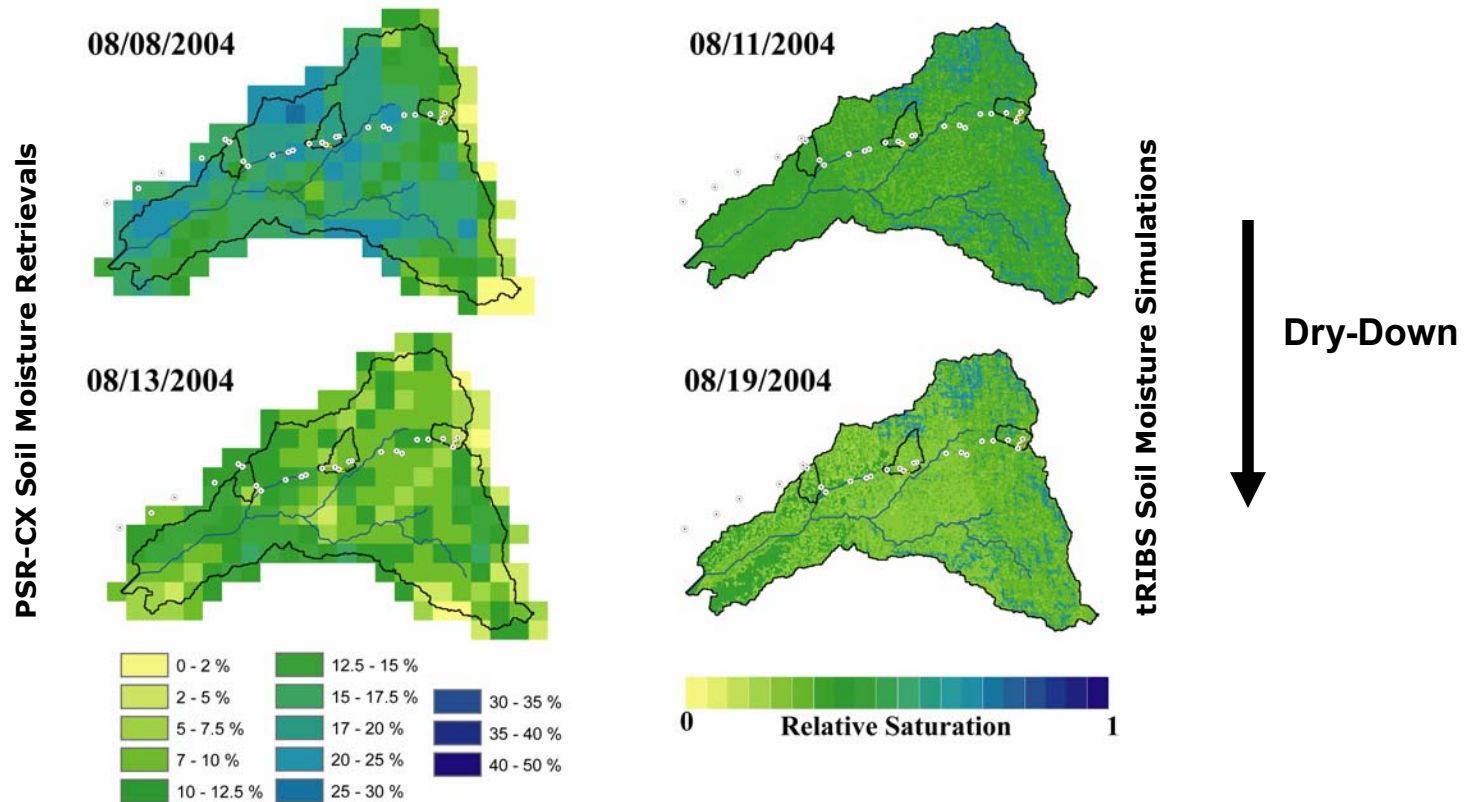 PSR-CX Soil Moisture Retrievals
08/08/2004
08/13/2004
0 - 2 %
2 - 5 %
5 - 7.5 %
7 - 10 %
10 - 12.5 %
12.5 - 15 %
15 - 17.5 %
17 - 20 %
20 - 25 %
25 - 30 %
30 - 35 %
35 - 40 %
40 - 50 %
08/11/2004
08/19/2004
0
Relative Saturation
1
tRIBS Soil Moisture Simulations
Dry-Down